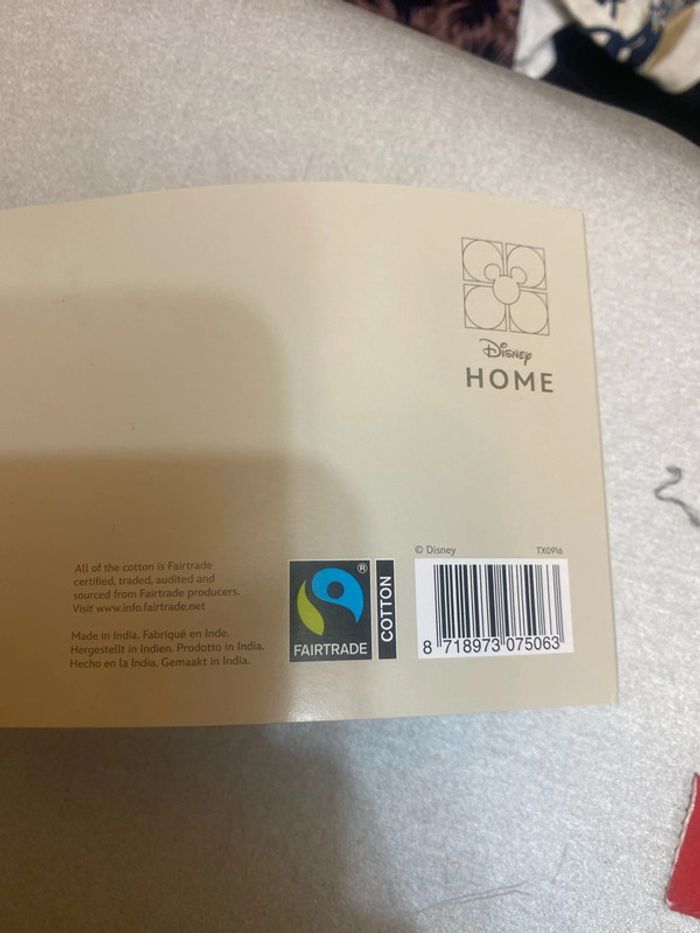 Disney
HOME
All of the cotton is Fairtrade
certified, traded, audited and
sourced from Fairtrade producers.
Visit www.info.fairtrade.net
Made in India. Fabriqué en Inde.
Hergestellt in Indien. Prodotto in India.
Hecho en la India. Gemaakt in India.
®
FAIRTRADE
COTTON
© Disney TX0916
8 718973 075063